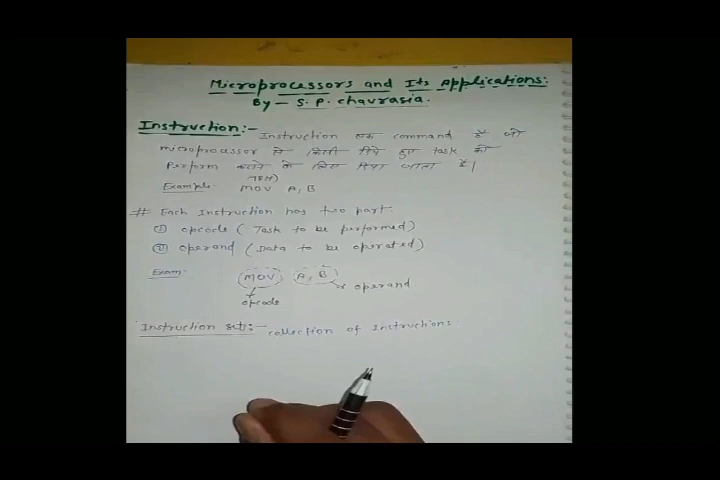 Microprocessors and Its Applications:
By - S. P. Chavrasia.
Instruction:- Instruction एक command है जो
microprocessor से किसी दिये हुए task को
Perform कराने के लिए दिया जाता है।
Example: MOV A, B
# Each Instruction has two part.
① opcode ( Task to be performed)
② operand ( Data to be operated)
Exam: MOV A, B
operand
opcode
Instruction set:- collection of Instructions